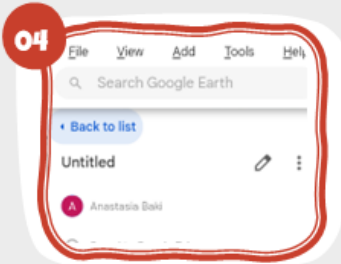 04
File View Add Tools Help
Search Google Earth
Back to list
Untitled
A Anastasia Baki